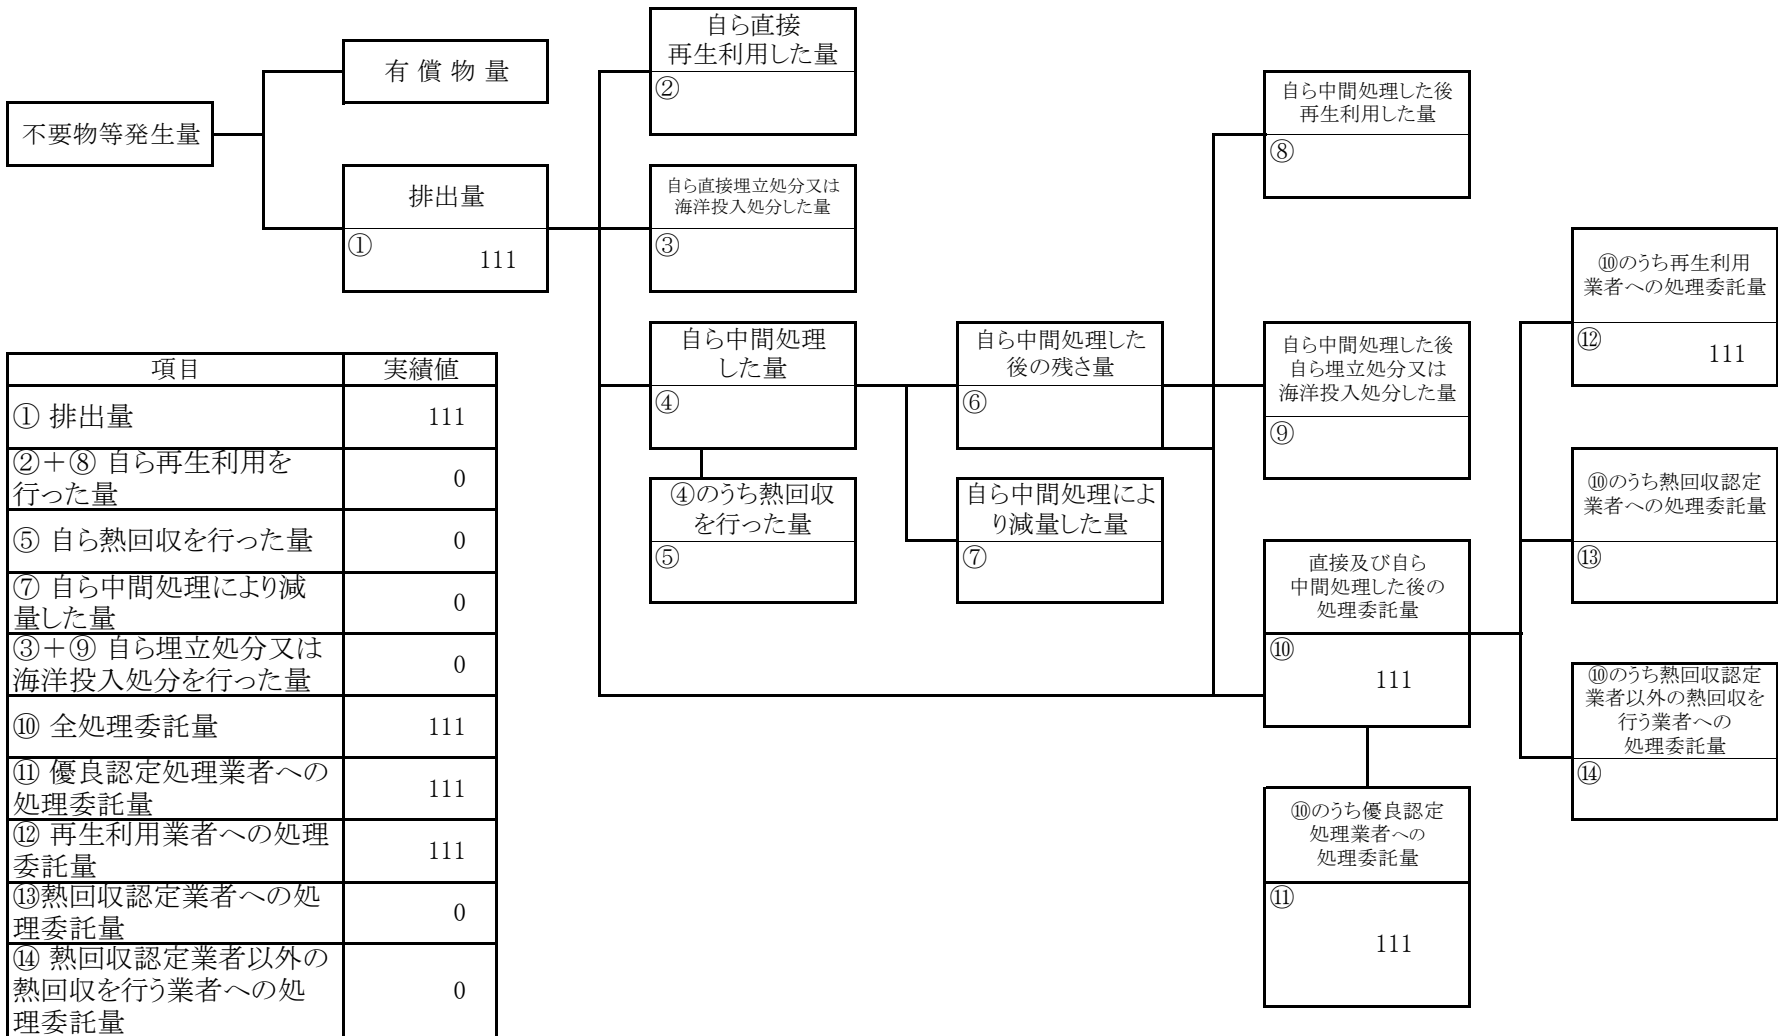 不要物等発生量
有 償 物 量
排出量
①
111
自ら直接
再生利用した量
②
自ら直接埋立処分又は
海洋投入処分した量
③
自ら中間処理
した量
④
④のうち熱回収
を行った量
⑤
自ら中間処理した
後の残さ量
⑥
自ら中間処理によ
り減量した量
⑦
自ら中間処理した後
再生利用した量
⑧
自ら中間処理した後
自ら埋立処分又は
海洋投入処分した量
⑨
直接及び自ら
中間処理した後の
処理委託量
⑩
111
⑩のうち優良認定
処理業者への
処理委託量
⑪
111
⑩のうち再生利用
業者への処理委託量
⑫
111
⑩のうち熱回収認定
業者への処理委託量
⑬
⑩のうち熱回収認定
業者以外の熱回収を
行う業者への
処理委託量
⑭
項目 実績値
① 排出量 111
②+⑧ 自ら再生利用を
行った量 0
⑤ 自ら熱回収を行った量 0
⑦ 自ら中間処理により減
量した量 0
③+⑨ 自ら埋立処分又は
海洋投入処分を行った量 0
⑩ 全処理委託量 111
⑪ 優良認定処理業者への
処理委託量 111
⑫ 再生利用業者への処理
委託量 111
⑬熱回収認定業者への処
理委託量 0
⑭ 熱回収認定業者以外の
熱回収を行う業者への処
理委託量 0